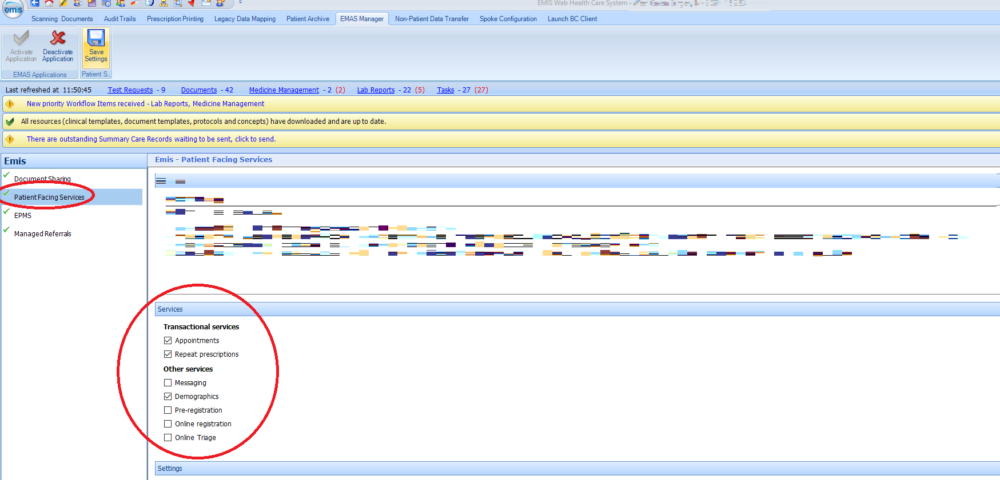 emis
EMIS Web Health Care System -
Scanning Documents Audit Trails Prescription Printing Legacy Data Mapping Patient Archive EMAS Manager Non-Patient Data Transfer Spoke Configuration Launch BC Client
Activate Application
Deactivate Application
Save Settings
EMAS Applications
Patient S...
Last refreshed at 11:50:45 Test Requests - 9 Documents - 42 Medicine Management - 2 (2) Lab Reports - 22 (5) Tasks - 27 (27)
New priority Workflow Items received - Lab Reports, Medicine Management
All resources (clinical templates, document templates, protocols and concepts) have downloaded and are up to date.
There are outstanding Summary Care Records waiting to be sent, click to send.
Emis
Document Sharing
Patient Facing Services
EPMS
Managed Referrals
Emis - Patient Facing Services
Services
Transactional services
Appointments
Repeat prescriptions
Other services
Messaging
Demographics
Pre-registration
Online registration
Online Triage
Settings